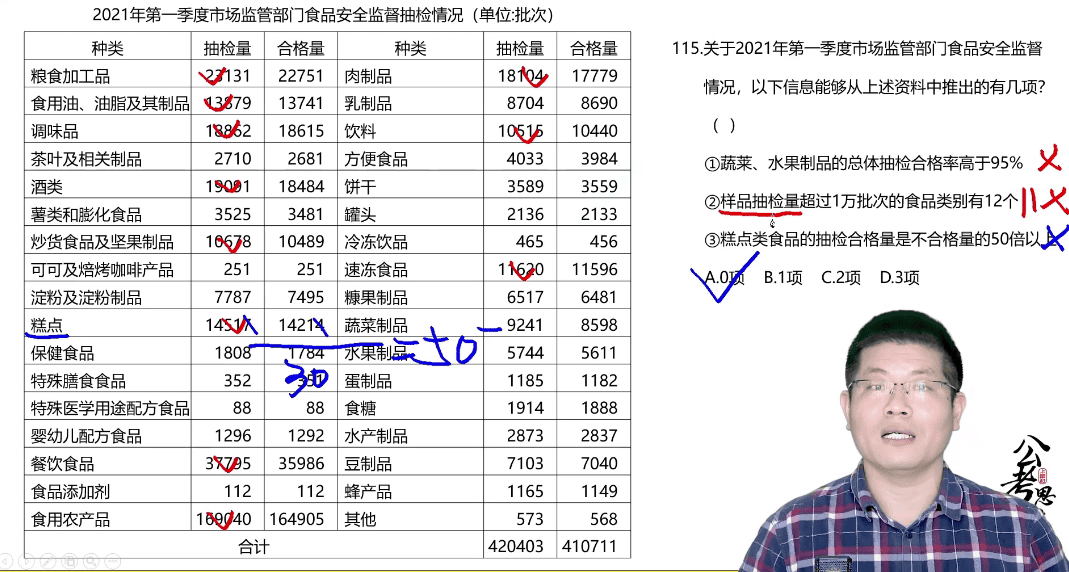 2021年第一季度市场监管部门食品安全监督抽检情况（单位:批次）
种类 抽检量 合格量 种类 抽检量 合格量
粮食加工品 23131 22751 肉制品 18104 17779
食用油、油脂及其制品 13879 13741 乳制品 8704 8690
调味品 18862 18615 饮料 10515 10440
茶叶及相关制品 2710 2681 方便食品 4033 3984
酒类 19091 18484 饼干 3589 3559
薯类和膨化食品 3525 3481 罐头 2136 2133
炒货食品及坚果制品 10678 10489 冷冻饮品 465 456
可可及焙烤咖啡产品 251 251 速冻食品 11620 11596
淀粉及淀粉制品 7787 7495 糖果制品 6517 6481
糕点 14517 14214 蔬菜制品 9241 8598
保健食品 1808 1784 水果制品 5744 5611
特殊膳食食品 352 351 蛋制品 1185 1182
特殊医学用途配方食品 88 88 食糖 1914 1888
婴幼儿配方食品 1296 1292 水产制品 2873 2837
餐饮食品 37795 35986 豆制品 7103 7040
食品添加剂 112 112 蜂产品 1165 1149
食用农产品 169040 164905 其他 573 568
合计 420403 410711
30
=50-
115.关于2021年第一季度市场监管部门食品安全监督
情况，以下信息能够从上述资料中推出的有几项?
（ ）
①蔬菜、水果制品的总体抽检合格率高于95%
②样品抽检量超过1万批次的食品类别有12个 11
③糕点类食品的抽检合格量是不合格量的50倍以上
A.0项 B.1项 C.2项 D.3项
公考思